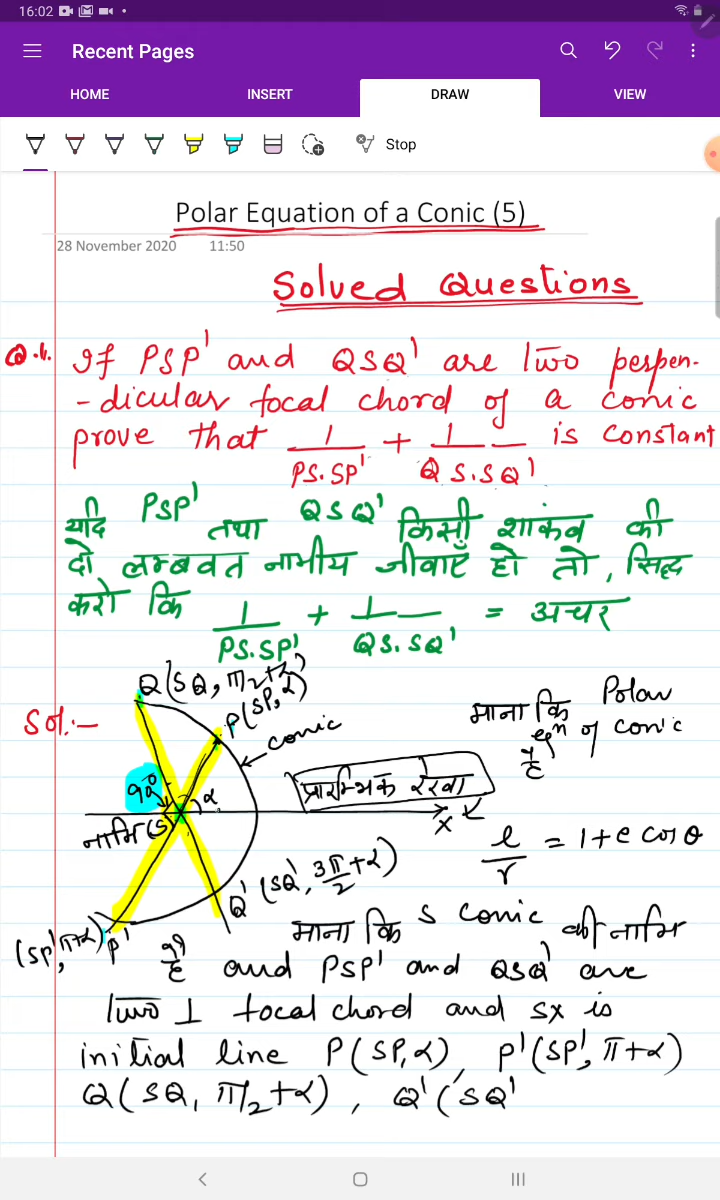 16:02
Recent Pages
HOME INSERT DRAW VIEW
Stop
Polar Equation of a Conic (5)
28 November 2020 11:50
Solved Questions
Q.1. If PSP' and QSQ' are two perpen-
-dicular focal chord of a conic
prove that 1/PS.SP' + 1/QS.SQ' is constant
यदि PSP' तथा QSQ' किसी शांकव की
दो लम्बवत नाभीय जीवाएँ हो तो, सिद्ध
करो कि 1/PS.SP' + 1/QS.SQ' = अचर
Sol:-
Q(SQ, π/2+α)
P(SP, α)
conic
90°
α
नाभि(S)
प्रारम्भिक रेखा
X
Q' (SQ', 3π/2+α)
(SP', π+α) P'
माना कि Polar
eqn of conic
है
l/r = 1+e cos θ
माना कि S conic की नाभि
है and PSP' and QSQ' are
two ⊥ focal chord and SX is
initial line P(SP, α), P'(SP', π+α)
Q(SQ, π/2+α), Q'(SQ'